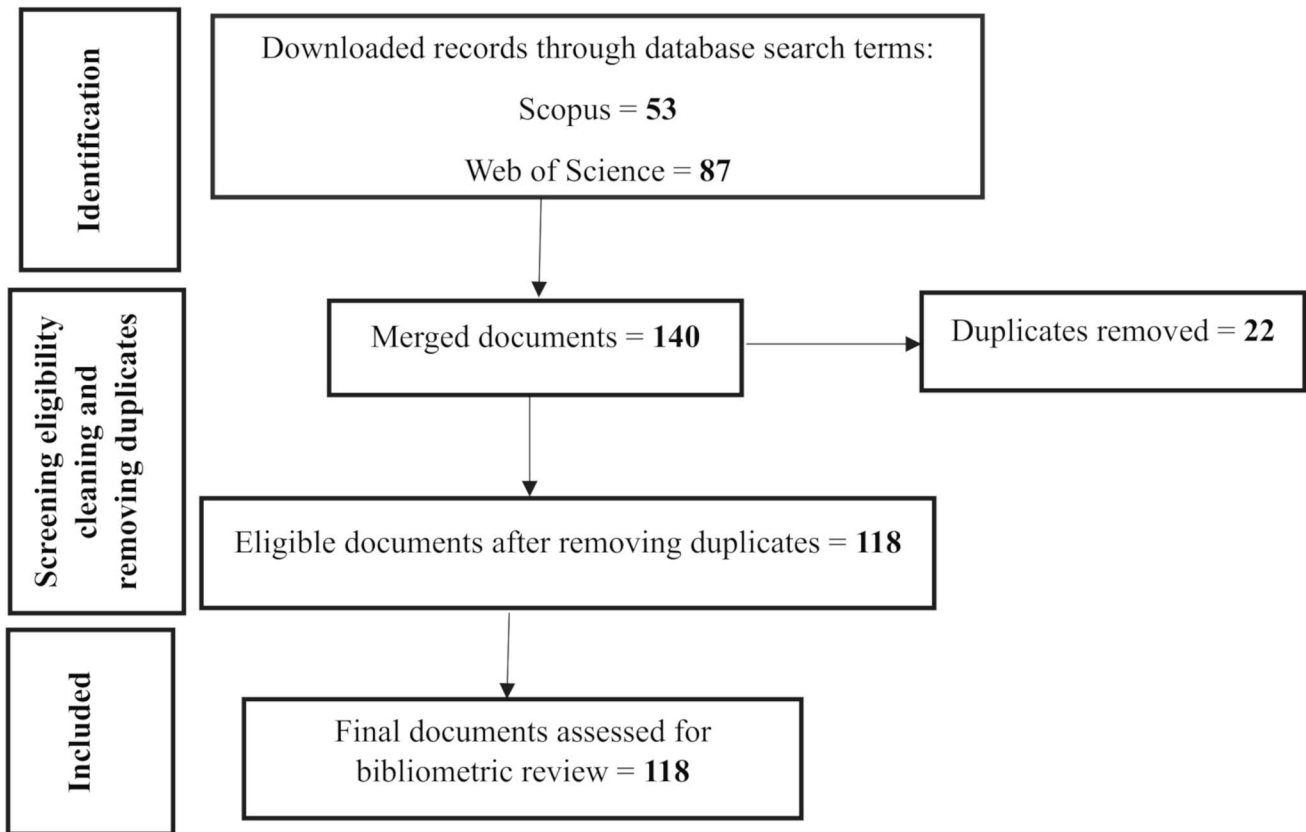 Identification
Downloaded records through database search terms:
Scopus = 53
Web of Science = 87
Screening eligibility
cleaning and
removing duplicates
Merged documents = 140
Duplicates removed = 22
Eligible documents after removing duplicates = 118
Included
Final documents assessed for
bibliometric review = 118